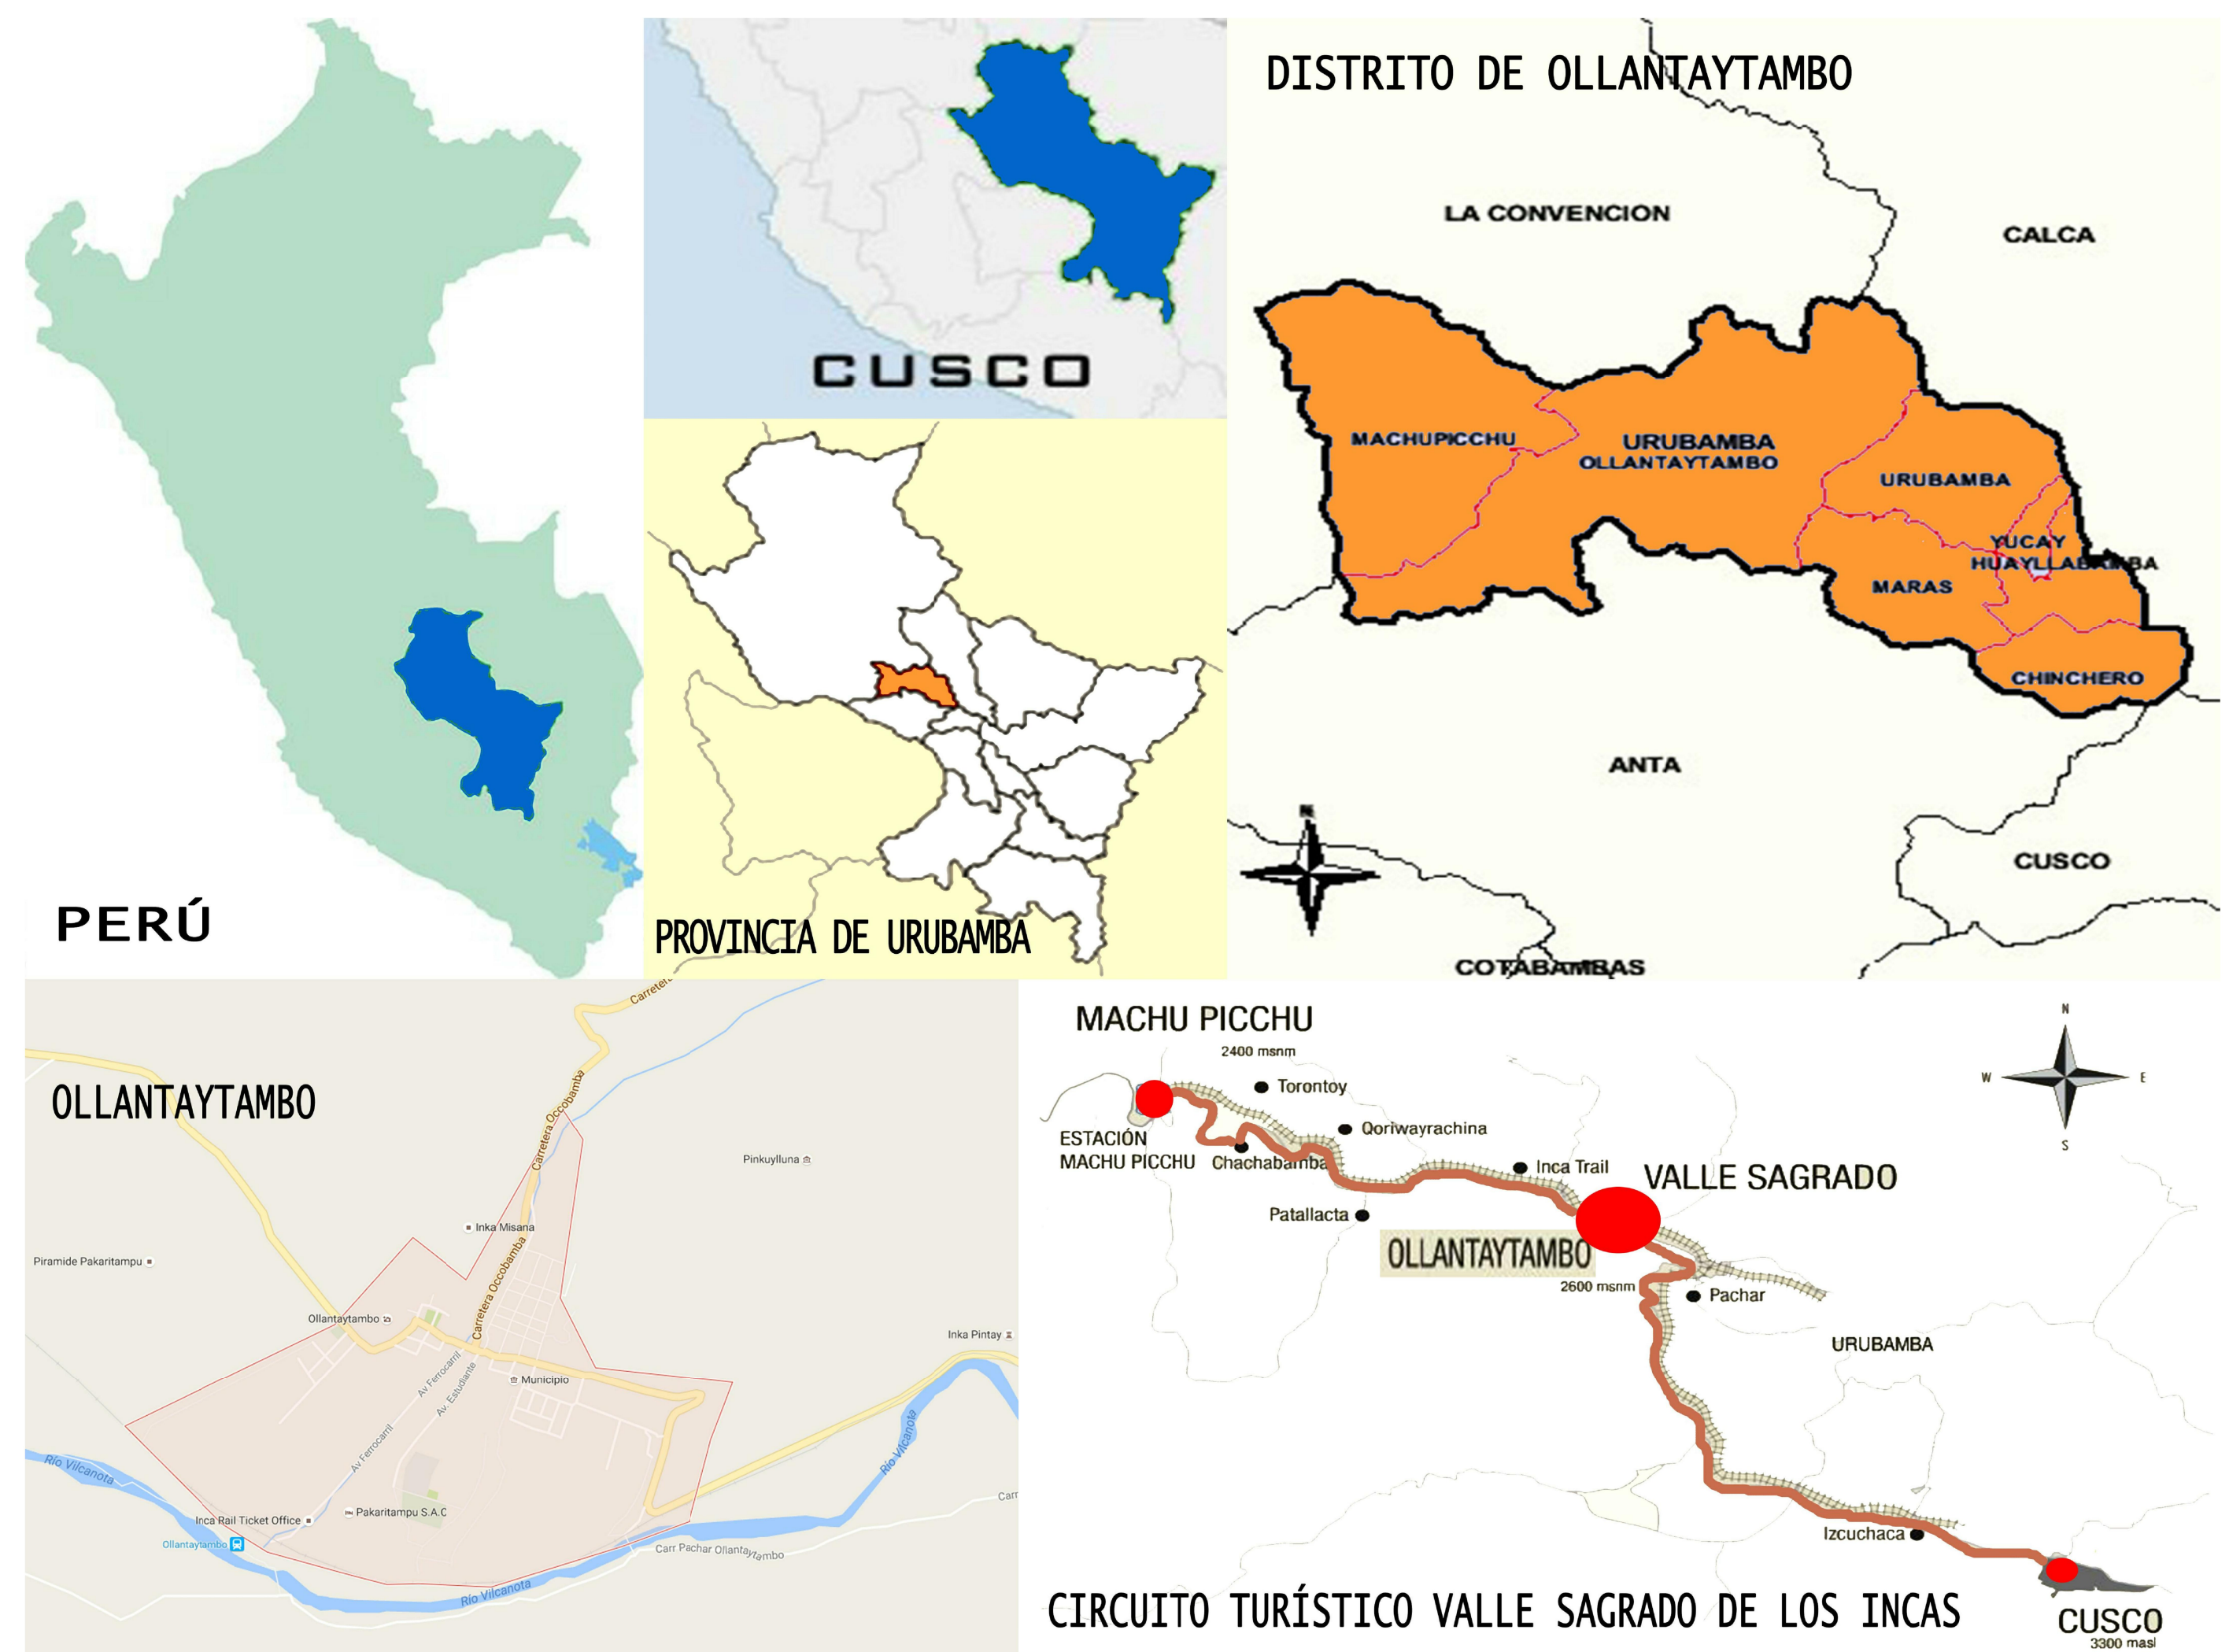 PERÚ
CUSCO
PROVINCIA DE URUBAMBA
DISTRITO DE OLLANTAYTAMBO
LA CONVENCION
CALCA
MACHUPICCHU
URUBAMBA
OLLANTAYTAMBO
URUBAMBA
YUCAY
HUAYLLABAMBA
MARAS
CHINCHERO
ANTA
N
CUSCO
COTABAMBAS
OLLANTAYTAMBO
Carretera
Carretera Occobamba
Pinkuylluna
Inka Misana
Piramide Pakaritampu
Carretera Occobamba
Ollantaytambo
Inka Pintay
Av Ferrocarril
Av. Estudiante
Municipio
Av Ferrocarril
Río Vilcanota
Río Vilcanota
Carr
Pakaritampu S.A.C
Inca Rail Ticket Office
Ollantaytambo
Carr Pachar Ollantaytambo
Río Vilcanota
MACHU PICCHU
2400 msnm
N
W
E
S
Torontoy
Qoriwayrachina
ESTACIÓN
MACHU PICCHU
Chachabamba
Inca Trail
VALLE SAGRADO
Patallacta
OLLANTAYTAMBO
2600 msnm
Pachar
URUBAMBA
Izcuchaca
CIRCUITO TURÍSTICO VALLE SAGRADO DE LOS INCAS
CUSCO
3300 masl